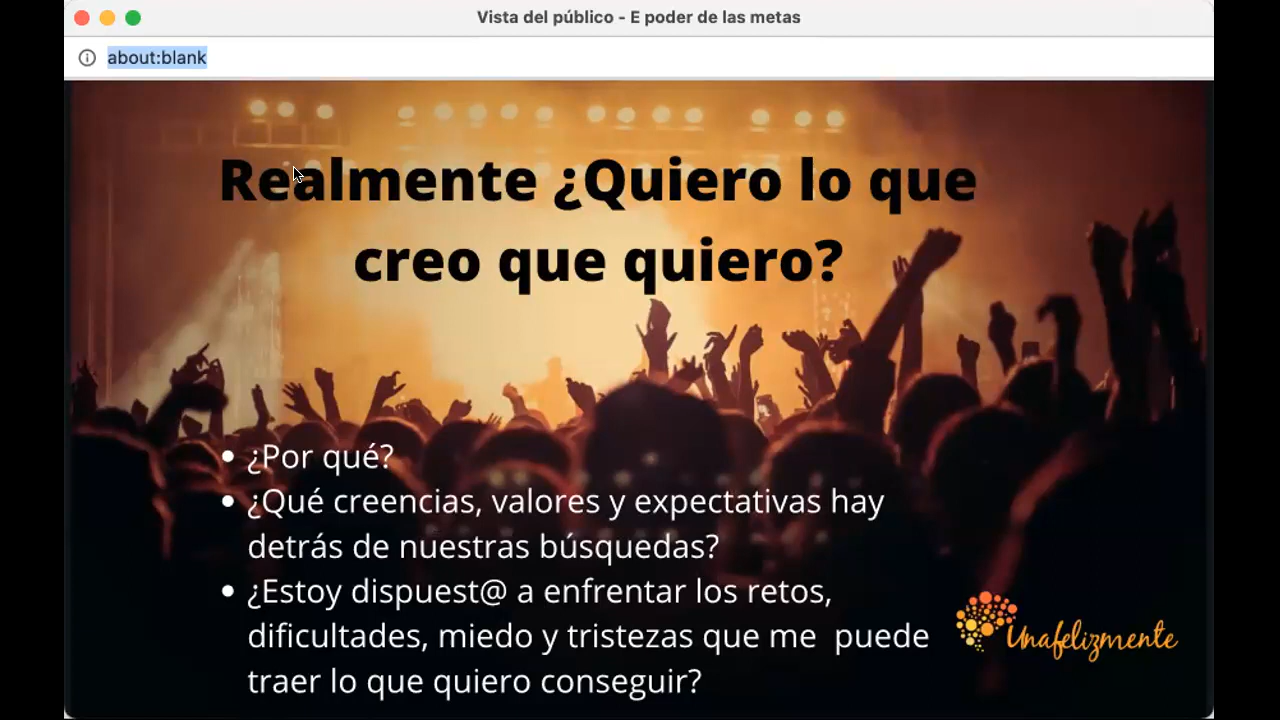 Vista del público - E poder de las metas
about:blank
Realmente ¿Quiero lo que
creo que quiero?
• ¿Por qué?
• ¿Qué creencias, valores y expectativas hay
detrás de nuestras búsquedas?
• ¿Estoy dispuest@ a enfrentar los retos,
dificultades, miedo y tristezas que me  puede
traer lo que quiero conseguir?
Unafelizmente